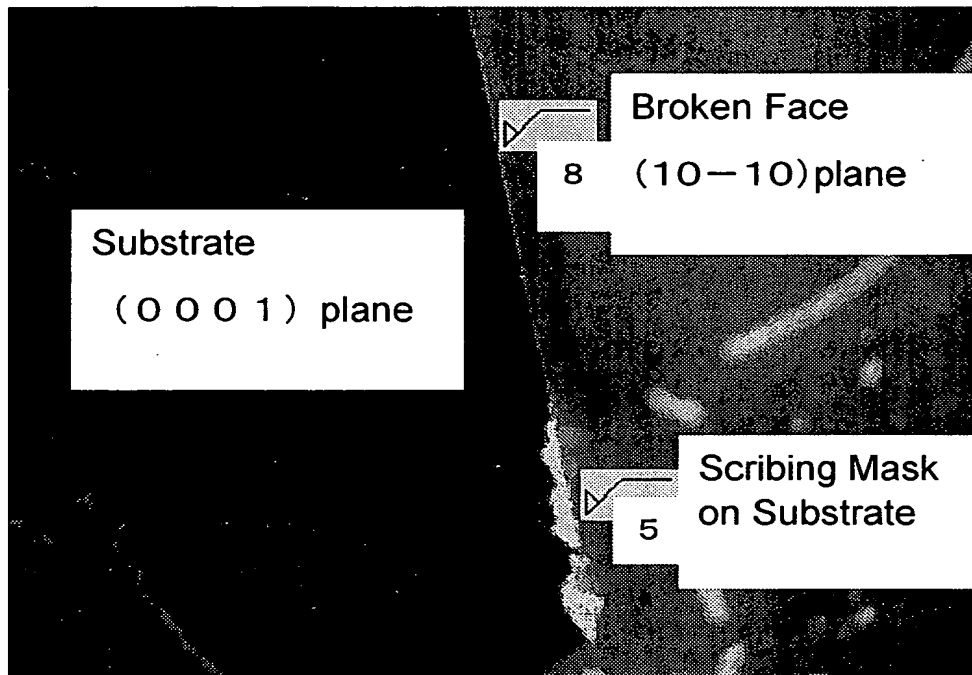 Broken Face
8
(10−10)plane
Substrate
(0001) plane
Scribing Mask
on Substrate
5